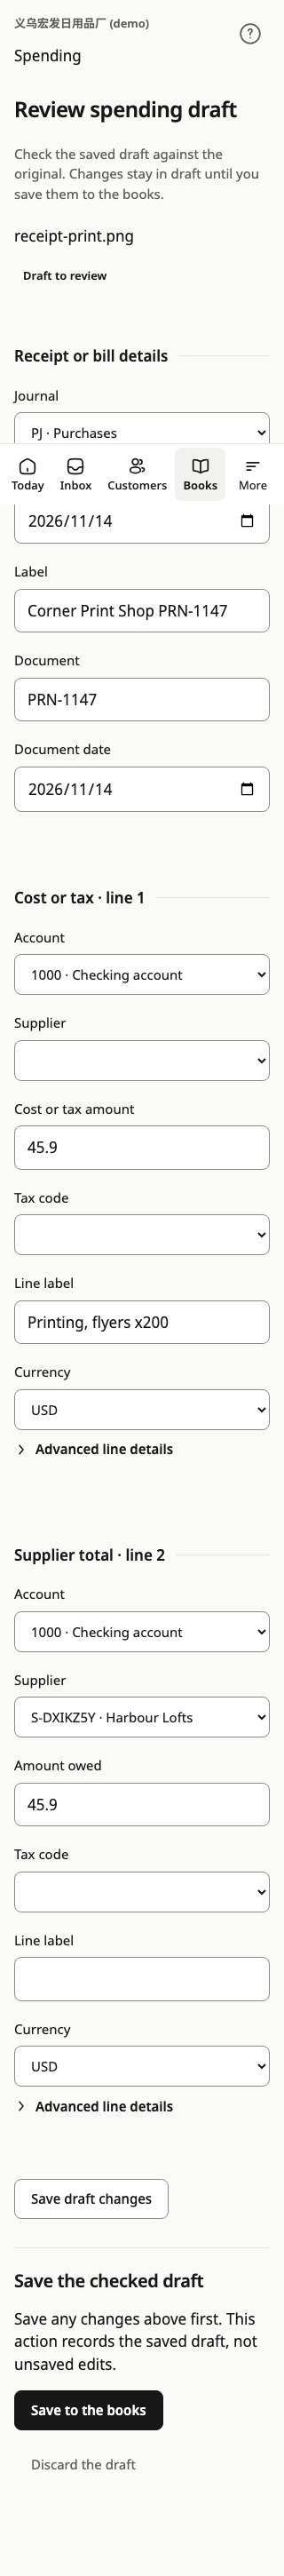 义乌宏发日用品厂 (demo)
Spending
Review spending draft
Check the saved draft against the
original. Changes stay in draft until you
save them to the books.
receipt-print.png
Draft to review
Receipt or bill details
Journal
PJ · Purchases
Today
Inbox
Customers
Books
More
2026/11/14
Label
Corner Print Shop PRN-1147
Document
PRN-1147
Document date
2026/11/14
Cost or tax · line 1
Account
1000 · Checking account
Supplier
Cost or tax amount
45.9
Tax code
Line label
Printing, flyers x200
Currency
USD
Advanced line details
Supplier total · line 2
Account
1000 · Checking account
Supplier
S-DXIKZ5Y · Harbour Lofts
Amount owed
45.9
Tax code
Line label
Currency
USD
Advanced line details
Save draft changes
Save the checked draft
Save any changes above first. This
action records the saved draft, not
unsaved edits.
Save to the books
Discard the draft